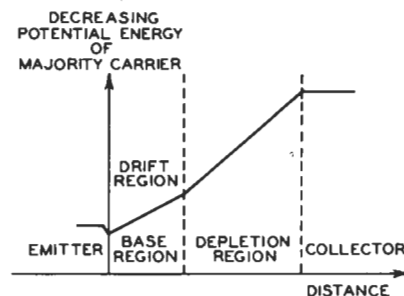 DECREASING
POTENTIAL ENERGY
OF
MAJORITY CARRIER
DRIFT
REGION
EMITTER
BASE
REGION
DEPLETION
REGION
COLLECTOR
DISTANCE